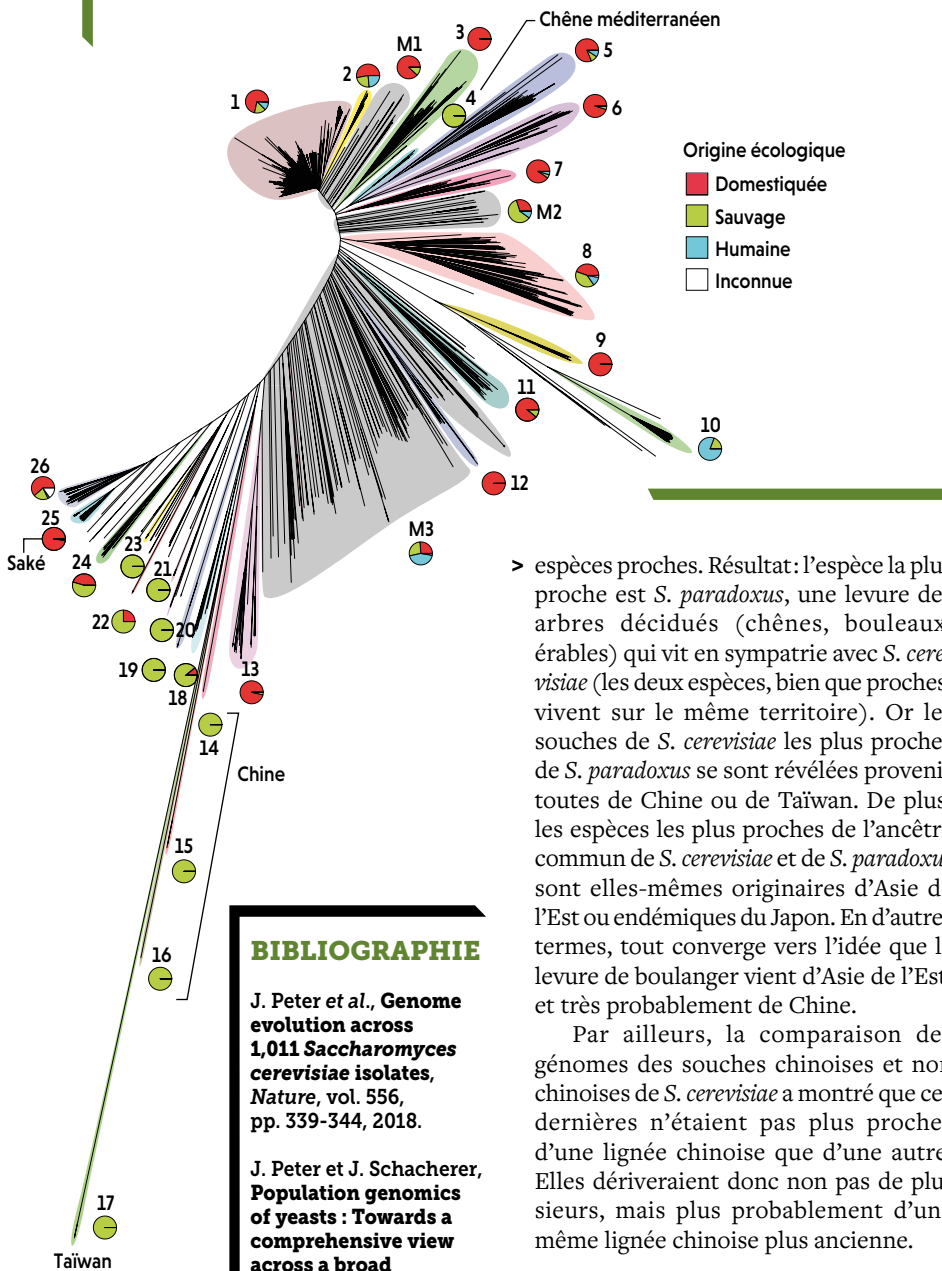 Chêne méditerranéen
3
M1
2
4
5
1
6
Origine écologique
Domestiquée
Sauvage
Humaine
Inconnue
7
M2
8
9
11
10
12
26
25
Saké
23
24
21
M3
22
20
19
18
13
14
Chine
15
16
17
Taïwan
BIBLIOGRAPHIE
J. Peter et al., Genome
evolution across
1,011 Saccharomyces
cerevisiae isolates,
Nature, vol. 556,
pp. 339-344, 2018.
J. Peter et J. Schacherer,
Population genomics
of yeasts : Towards a
comprehensive view
across a broad
> espèces proches. Résultat : l'espèce la plu
proche est S. paradoxus, une levure de
arbres décidués (chênes, bouleaux
érables) qui vit en sympatrie avec S. cere
visiae (les deux espèces, bien que proches
vivent sur le même territoire). Or le
souches de S. cerevisiae les plus proche
de S. paradoxus se sont révélées proveni
toutes de Chine ou de Taïwan. De plus
les espèces les plus proches de l'ancêtr
commun de S. cerevisiae et de S. paradoxu
sont elles-mêmes originaires d'Asie d
l'Est ou endémiques du Japon. En d'autre
termes, tout converge vers l'idée que l
levure de boulanger vient d'Asie de l'Est
et très probablement de Chine.
Par ailleurs, la comparaison de
génomes des souches chinoises et non
chinoises de S. cerevisiae a montré que ce
dernières n'étaient pas plus proche
d'une lignée chinoise que d'une autre
Elles dériveraient donc non pas de plu
sieurs, mais plus probablement d'un
même lignée chinoise plus ancienne.